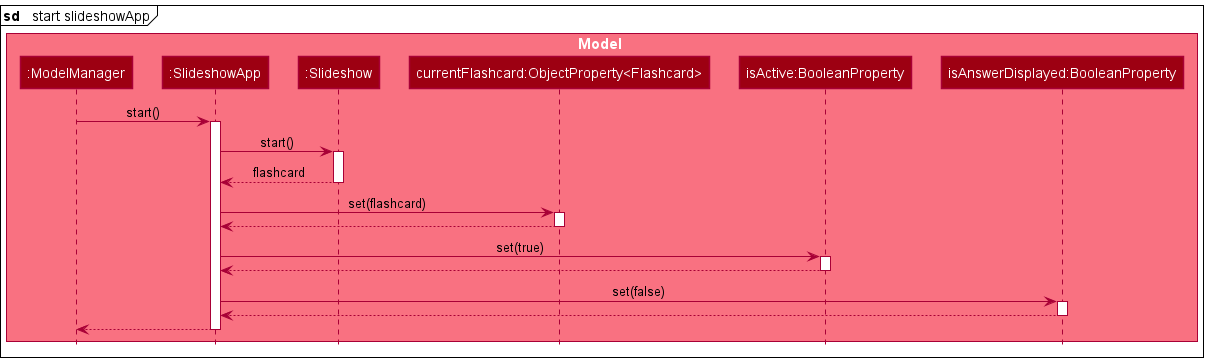 sd start slideshowApp
Model
:ModelManager :SlideshowApp :Slideshow currentFlashcard:ObjectProperty<Flashcard> isActive:BooleanProperty isAnswerDisplayed:BooleanProperty
start()
start()
flashcard
set(flashcard)
set(true)
set(false)